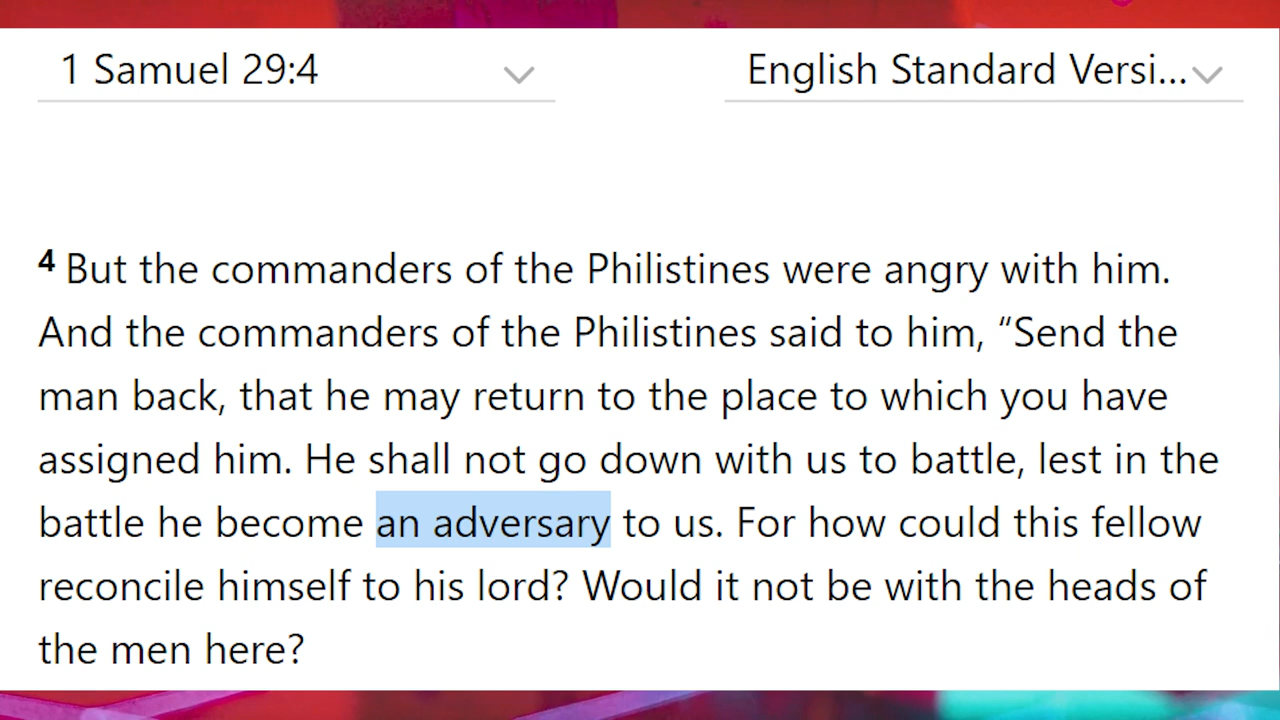 1 Samuel 29:4
English Standard Versi...
4 But the commanders of the Philistines were angry with him.
And the commanders of the Philistines said to him, “Send the
man back, that he may return to the place to which you have
assigned him. He shall not go down with us to battle, lest in the
battle he become an adversary to us. For how could this fellow
reconcile himself to his lord? Would it not be with the heads of
the men here?